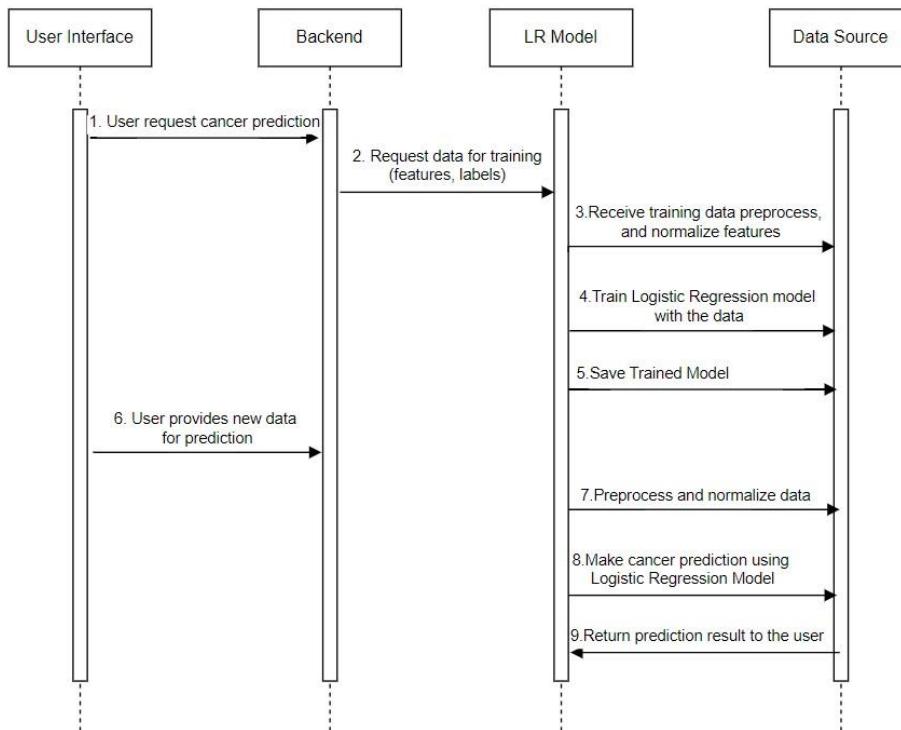 User Interface
Backend
LR Model
Data Source
1. User request cancer prediction
2. Request data for training
(features, labels)
3.Receive training data preprocess,
and normalize features
4.Train Logistic Regression model
with the data
5.Save Trained Model
6. User provides new data
for prediction
7.Preprocess and normalize data
8.Make cancer prediction using
Logistic Regression Model
9.Return prediction result to the user